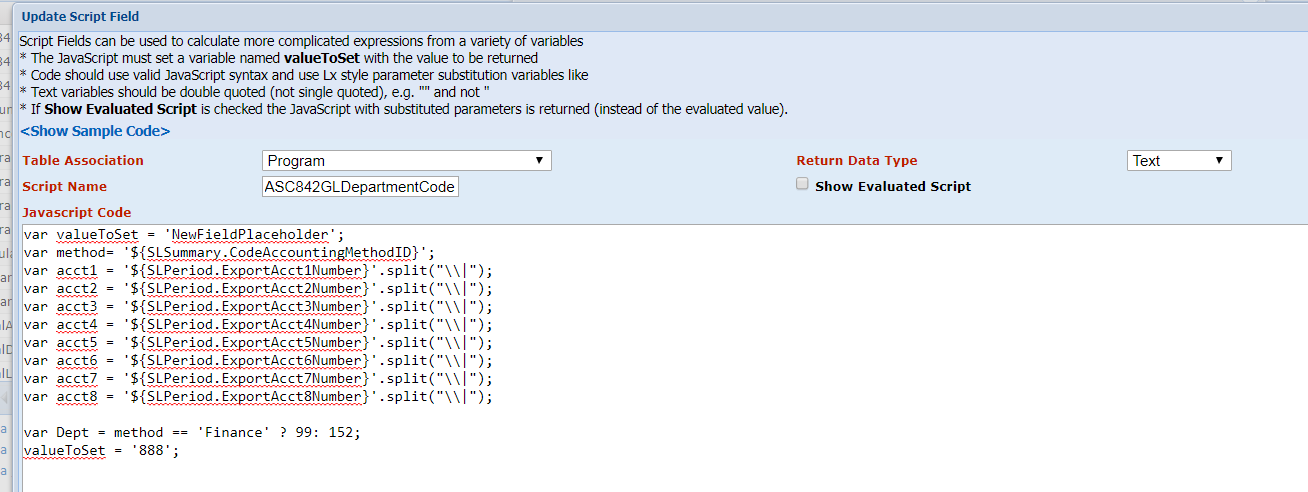 Update Script Field
Script Fields can be used to calculate more complicated expressions from a variety of variables
* The JavaScript must set a variable named valueToSet with the value to be returned
* Code should use valid JavaScript syntax and use Lx style parameter substitution variables like
* Text variables should be double quoted (not single quoted), e.g. "" and not "
* If Show Evaluated Script is checked the JavaScript with substituted parameters is returned (instead of the evaluated value).
<Show Sample Code>
Table Association Program Return Data Type Text
Script Name ASC842GLDepartmentCode Show Evaluated Script
Javascript Code
var valueToSet = 'NewFieldPlaceholder';
var method= '${SLSummary.CodeAccountingMethodID}';
var acct1 = '${SLPeriod.ExportAcct1Number}'.split("\\|");
var acct2 = '${SLPeriod.ExportAcct2Number}'.split("\\|");
var acct3 = '${SLPeriod.ExportAcct3Number}'.split("\\|");
var acct4 = '${SLPeriod.ExportAcct4Number}'.split("\\|");
var acct5 = '${SLPeriod.ExportAcct5Number}'.split("\\|");
var acct6 = '${SLPeriod.ExportAcct6Number}'.split("\\|");
var acct7 = '${SLPeriod.ExportAcct7Number}'.split("\\|");
var acct8 = '${SLPeriod.ExportAcct8Number}'.split("\\|");
var Dept = method == 'Finance' ? 99: 152;
valueToSet = '888';